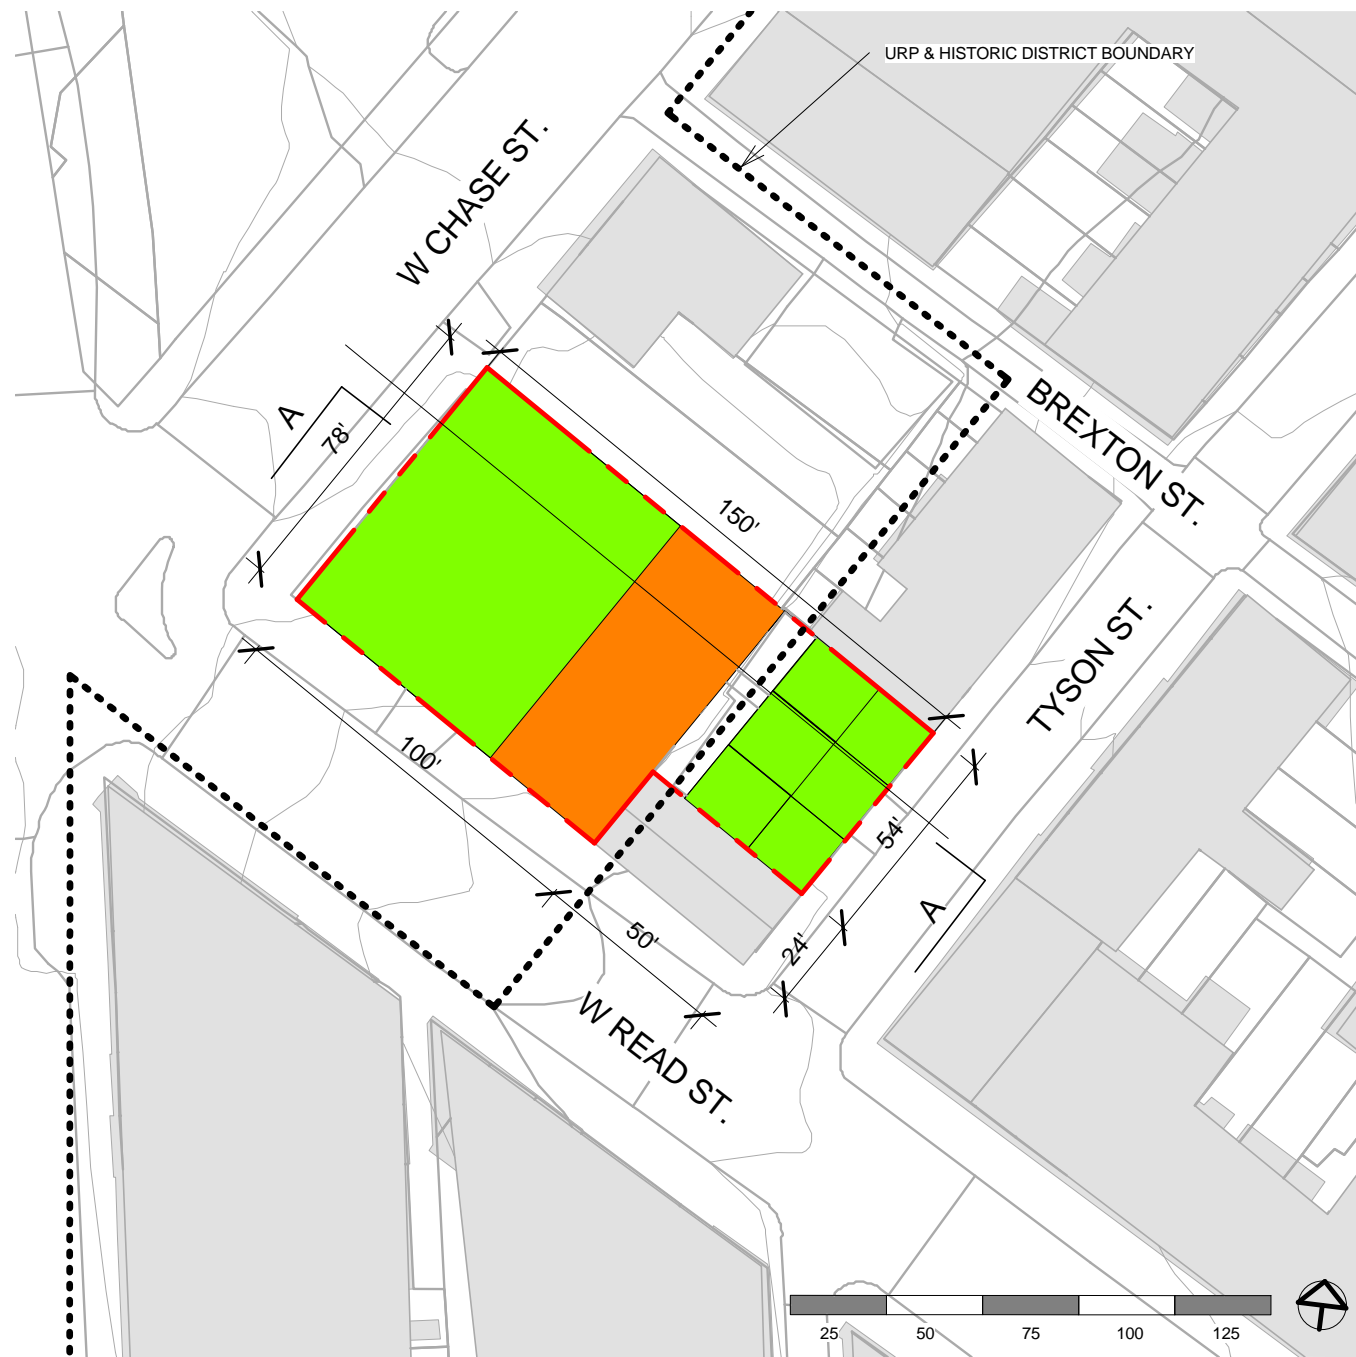 URP & HISTORIC DISTRICT BOUNDARY
W CHASE ST.
A
78'
BREXTON ST.
150'
TYSON ST.
100'
54'
A
50'
24'
W READ ST.
25 50 75 100 125